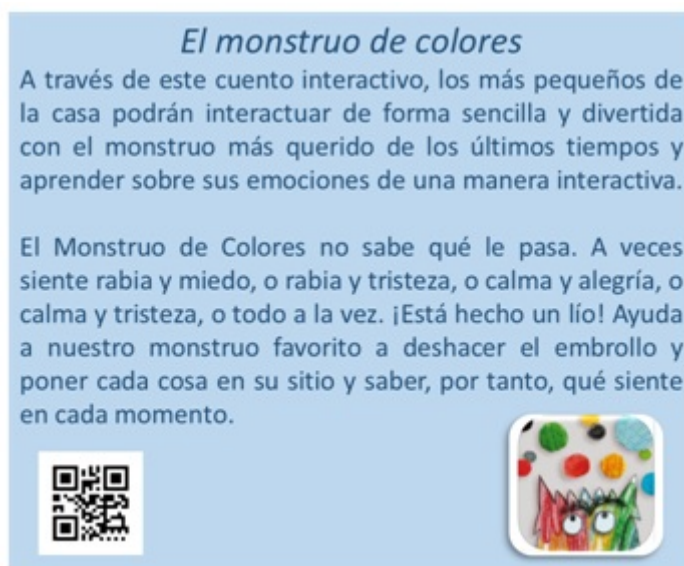 El monstruo de colores
A través de este cuento interactivo, los más pequeños de
la casa podrán interactuar de forma sencilla y divertida
con el monstruo más querido de los últimos tiempos y
aprender sobre sus emociones de una manera interactiva.
El Monstruo de Colores no sabe qué le pasa. A veces
siente rabia y miedo, o rabia y tristeza, o calma y alegría, o
calma y tristeza, o todo a la vez. ¡Está hecho un lío! Ayuda
a nuestro monstruo favorito a deshacer el embrollo y
poner cada cosa en su sitio y saber, por tanto, qué siente
en cada momento.